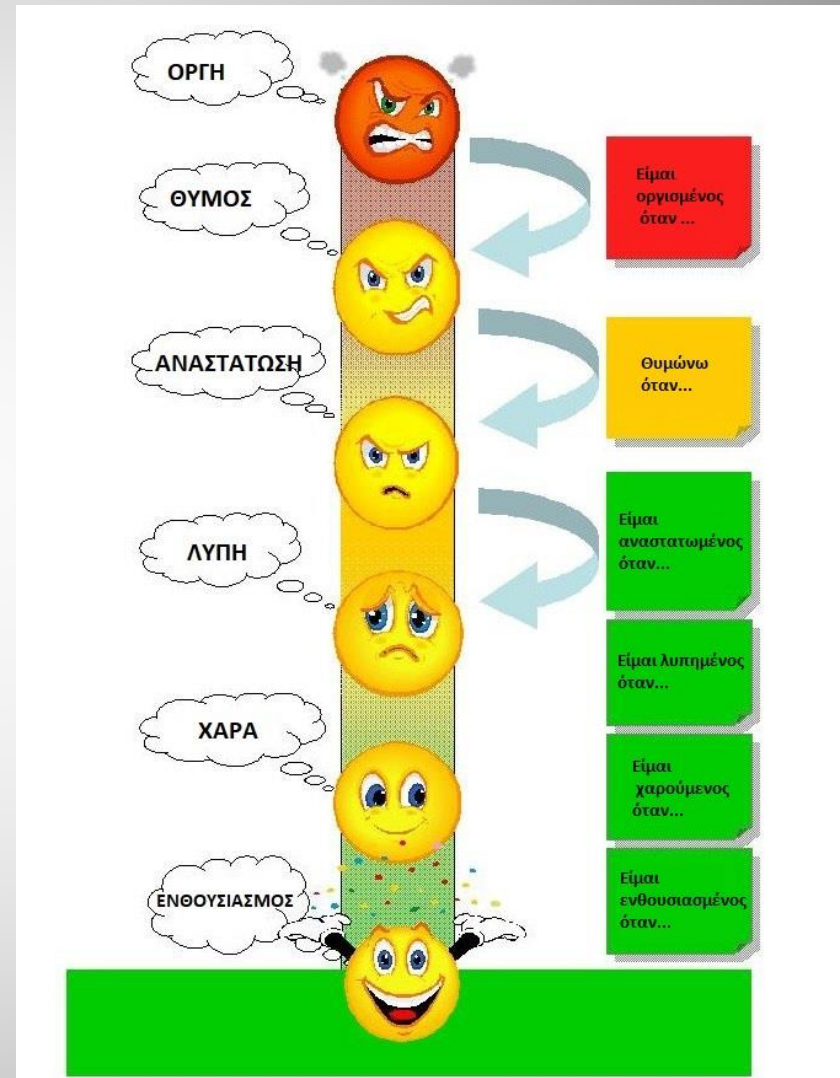 ΟΡΓΗ
Είμαι
οργισμένος
όταν ...
ΘΥΜΟΣ
Θυμώνω
όταν...
ΑΝΑΣΤΑΤΩΣΗ
Είμαι
αναστατωμένος
όταν...
ΛΥΠΗ
Είμαι λυπημένος
όταν...
ΧΑΡΑ
Είμαι
χαρούμενος
όταν...
ΕΝΘΟΥΣΙΑΣΜΟΣ
Είμαι
ενθουσιασμένος
όταν...